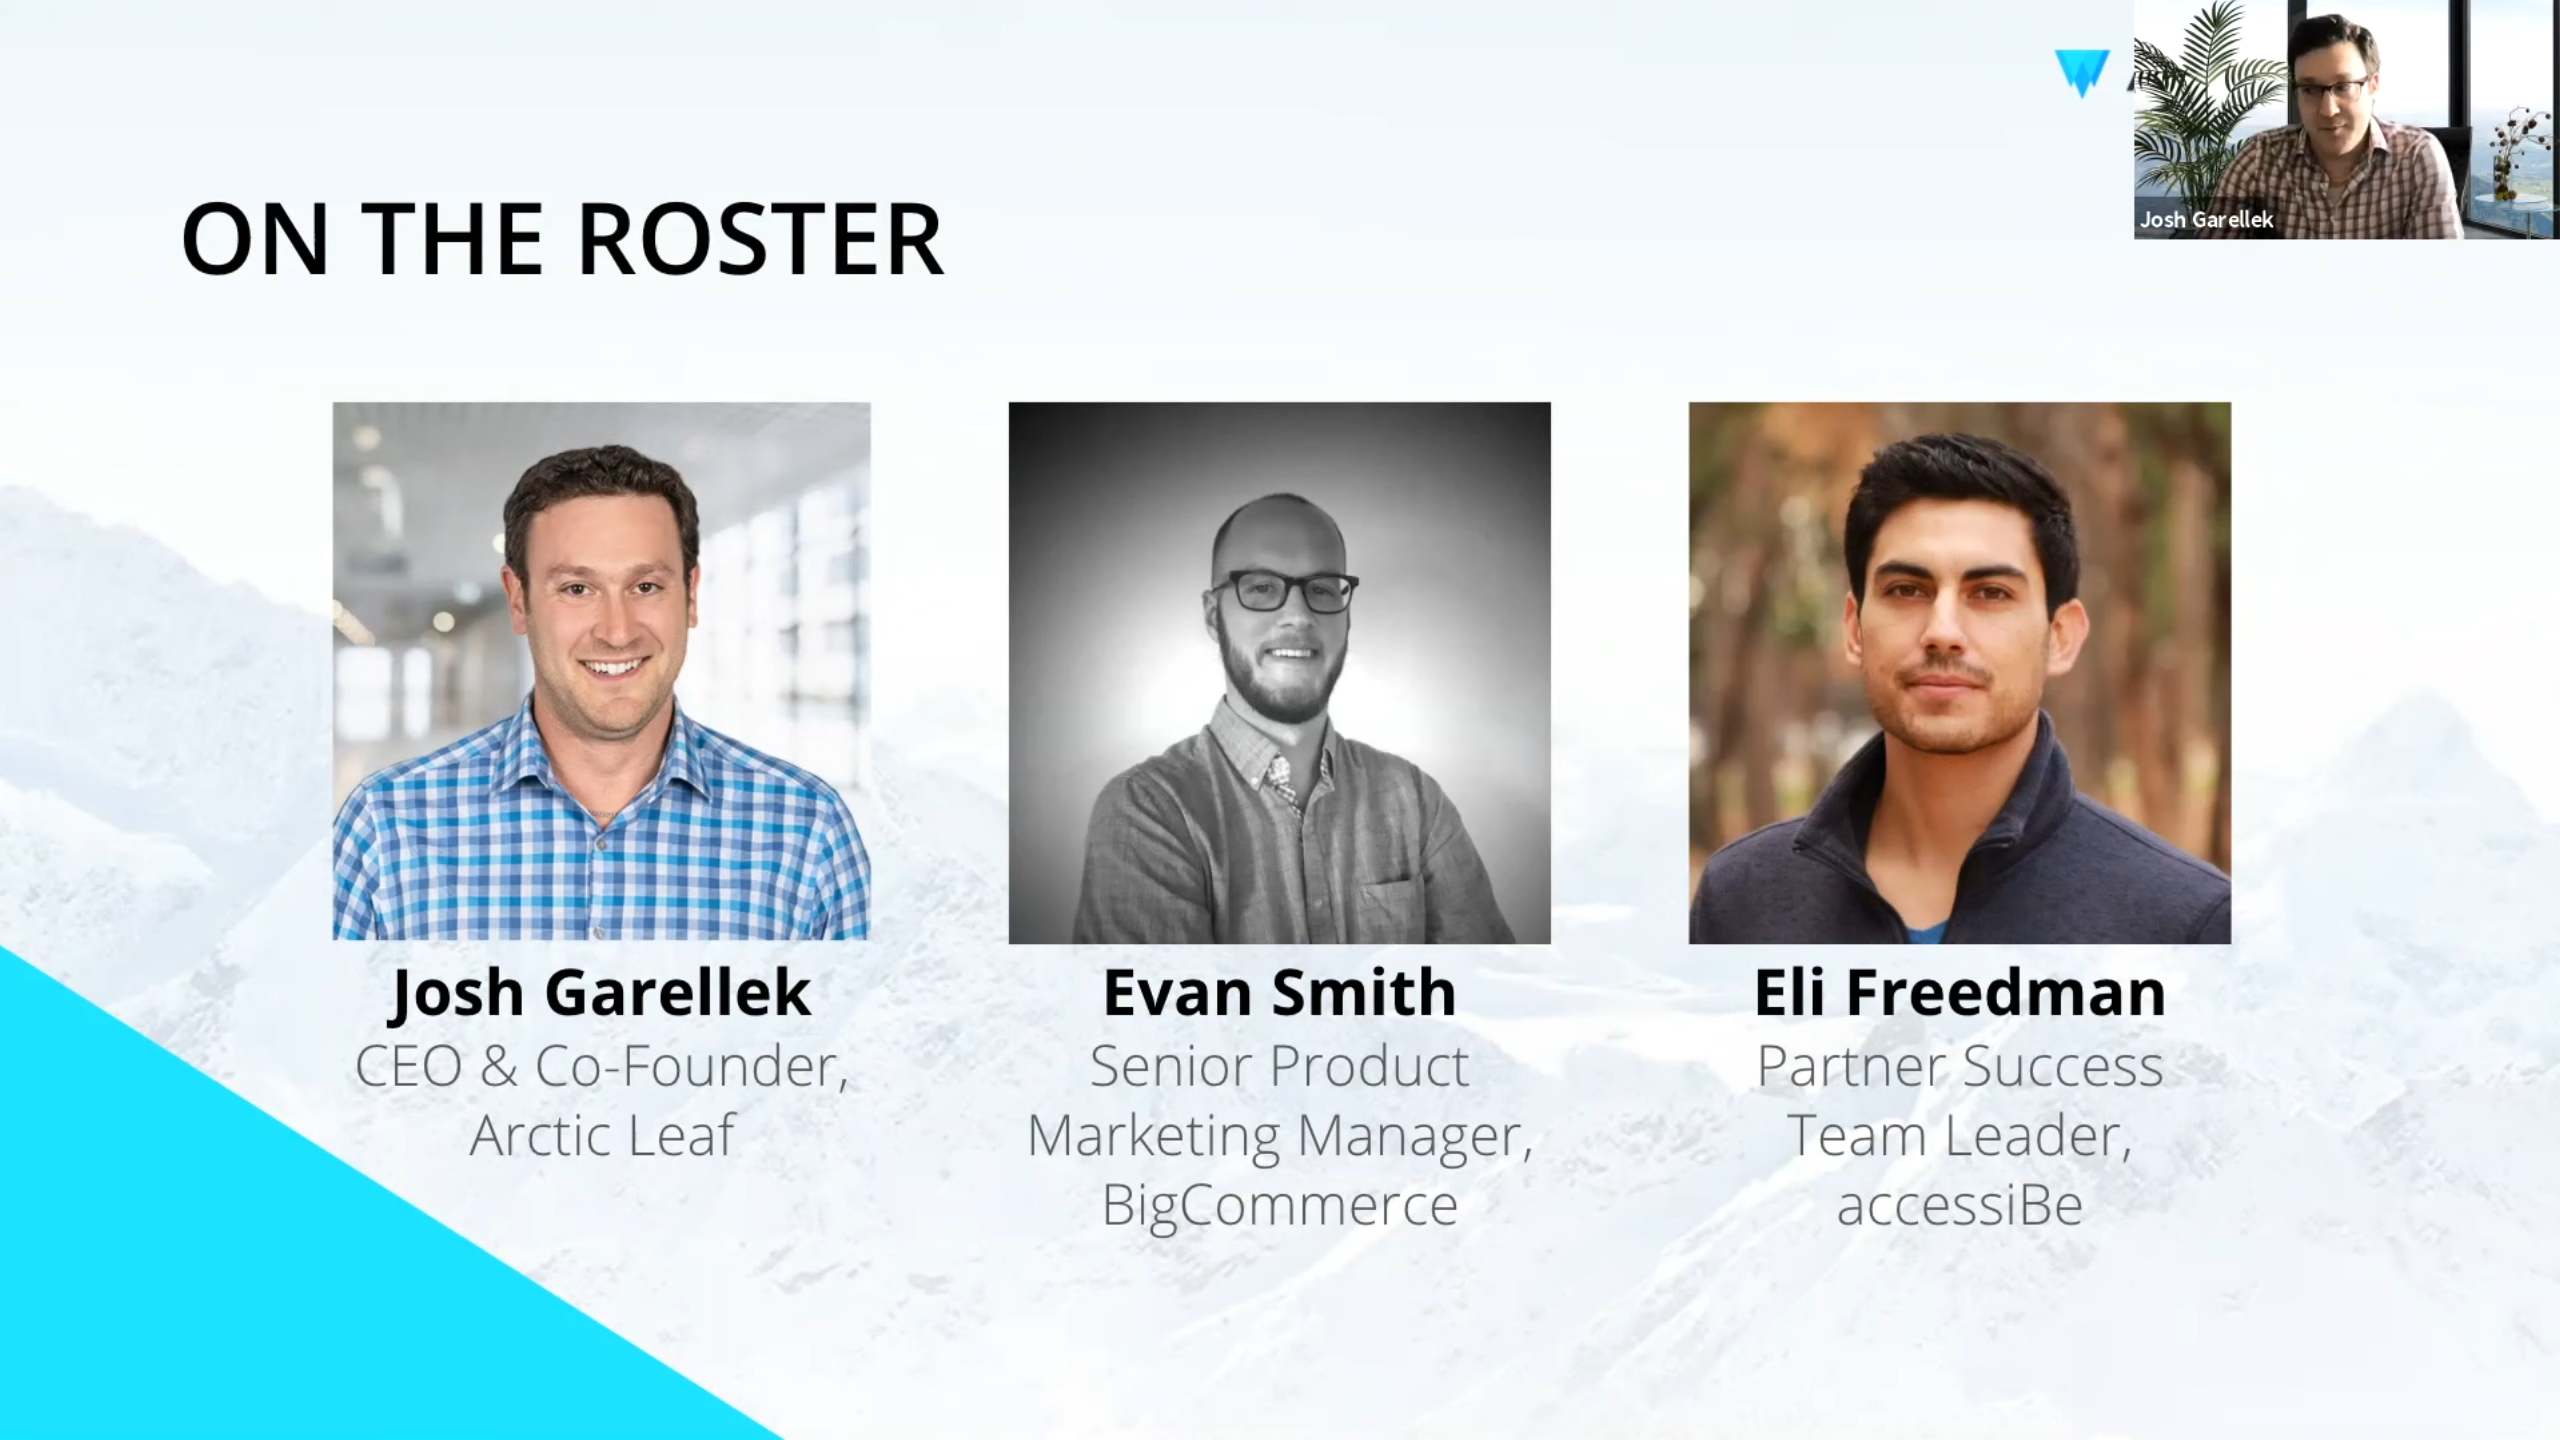 ON THE ROSTER
Josh Garellek
Josh Garellek
CEO & Co-Founder,
Arctic Leaf
Evan Smith
Senior Product
Marketing Manager,
BigCommerce
Eli Freedman
Partner Success
Team Leader,
accessiBe